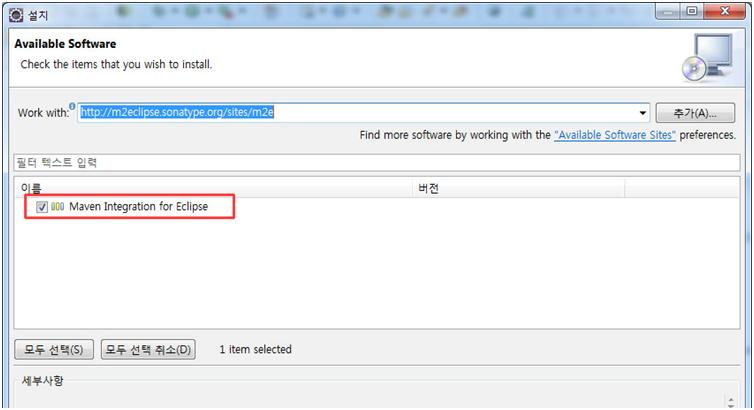 설치
Available Software
Check the items that you wish to install.
Work with: http://m2eclipse.sonatype.org/sites/m2e 추가(A)...
Find more software by working with the "Available Software Sites" preferences.
필터 텍스트 입력
이름 버전
Maven Integration for Eclipse
모두 선택(S) 모두 선택 취소(D) 1 item selected
세부사항